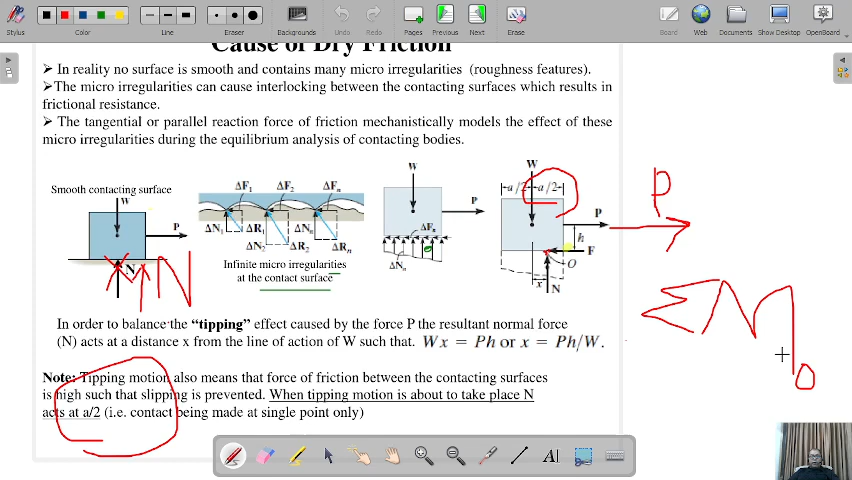 Stylus
Color
Line
Eraser
Backgrounds
Undo
Redo
Pages
Previous
Next
Erase
Board
Web
Documents
Show Desktop
OpenBoard
Cause of Dry Friction
➤ In reality no surface is smooth and contains many micro irregularities (roughness features).
➤The micro irregularities can cause interlocking between the contacting surfaces which results in
frictional resistance.
➤ The tangential or parallel reaction force of friction mechanistically models the effect of these
micro irregularities during the equilibrium analysis of contacting bodies.
Smooth contacting surface
W
P
N
N
ΔF1 ΔF2 ΔFn
ΔN1 ΔR1 ΔN2 ΔR2 ΔNn ΔRn
Infinite micro irregularities
at the contact surface
W
P
ΔFn
ΔNn
W
a/2 a/2
P
h
F
O
x
N
P
ΣM0
In order to balance the “tipping” effect caused by the force P the resultant normal force
(N) acts at a distance x from the line of action of W such that. Wx = Ph or x = Ph/W.
Note: Tipping motion also means that force of friction between the contacting surfaces
is high such that slipping is prevented. When tipping motion is about to take place N
acts at a/2 (i.e. contact being made at single point only)
AI